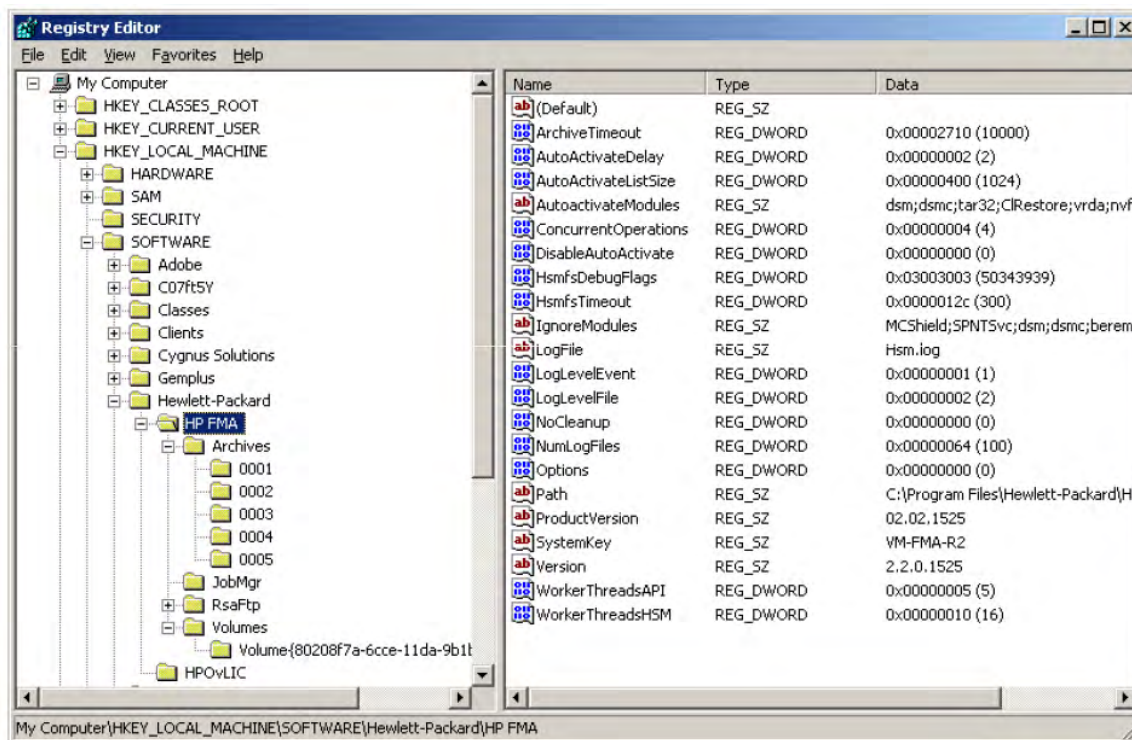 Registry Editor
File Edit View Favorites Help
My Computer
HKEY_CLASSES_ROOT
HKEY_CURRENT_USER
HKEY_LOCAL_MACHINE
HARDWARE
SAM
SECURITY
SOFTWARE
Adobe
C07ft5Y
Classes
Clients
Cygnus Solutions
Gemplus
Hewlett-Packard
HP FMA
Archives
0001
0002
0003
0004
0005
JobMgr
RsaFtp
Volumes
Volume{80208f7a-6cce-11da-9b1b
HPOvLIC
Name Type Data
(Default) REG_SZ
ArchiveTimeout REG_DWORD 0x00002710 (10000)
AutoActivateDelay REG_DWORD 0x00000002 (2)
AutoActivateListSize REG_DWORD 0x00000400 (1024)
AutoactivateModules REG_SZ dsm;dsmc;tar32;ClRestore;vrda;nvf
ConcurrentOperations REG_DWORD 0x00000004 (4)
DisableAutoActivate REG_DWORD 0x00000000 (0)
HsmfsDebugFlags REG_DWORD 0x03003003 (50343939)
HsmfsTimeout REG_DWORD 0x0000012c (300)
IgnoreModules REG_SZ MCShield;SPNTSvc;dsm;dsmc;berem
LogFile REG_SZ Hsm.log
LogLevelEvent REG_DWORD 0x00000001 (1)
LogLevelFile REG_DWORD 0x00000002 (2)
NoCleanup REG_DWORD 0x00000000 (0)
NumLogFiles REG_DWORD 0x00000064 (100)
Options REG_DWORD 0x00000000 (0)
Path REG_SZ C:\Program Files\Hewlett-Packard\H
ProductVersion REG_SZ 02.02.1525
SystemKey REG_SZ VM-FMA-R2
Version REG_SZ 2.2.0.1525
WorkerThreadsAPI REG_DWORD 0x00000005 (5)
WorkerThreadsHSM REG_DWORD 0x00000010 (16)
My Computer\HKEY_LOCAL_MACHINE\SOFTWARE\Hewlett-Packard\HP FMA